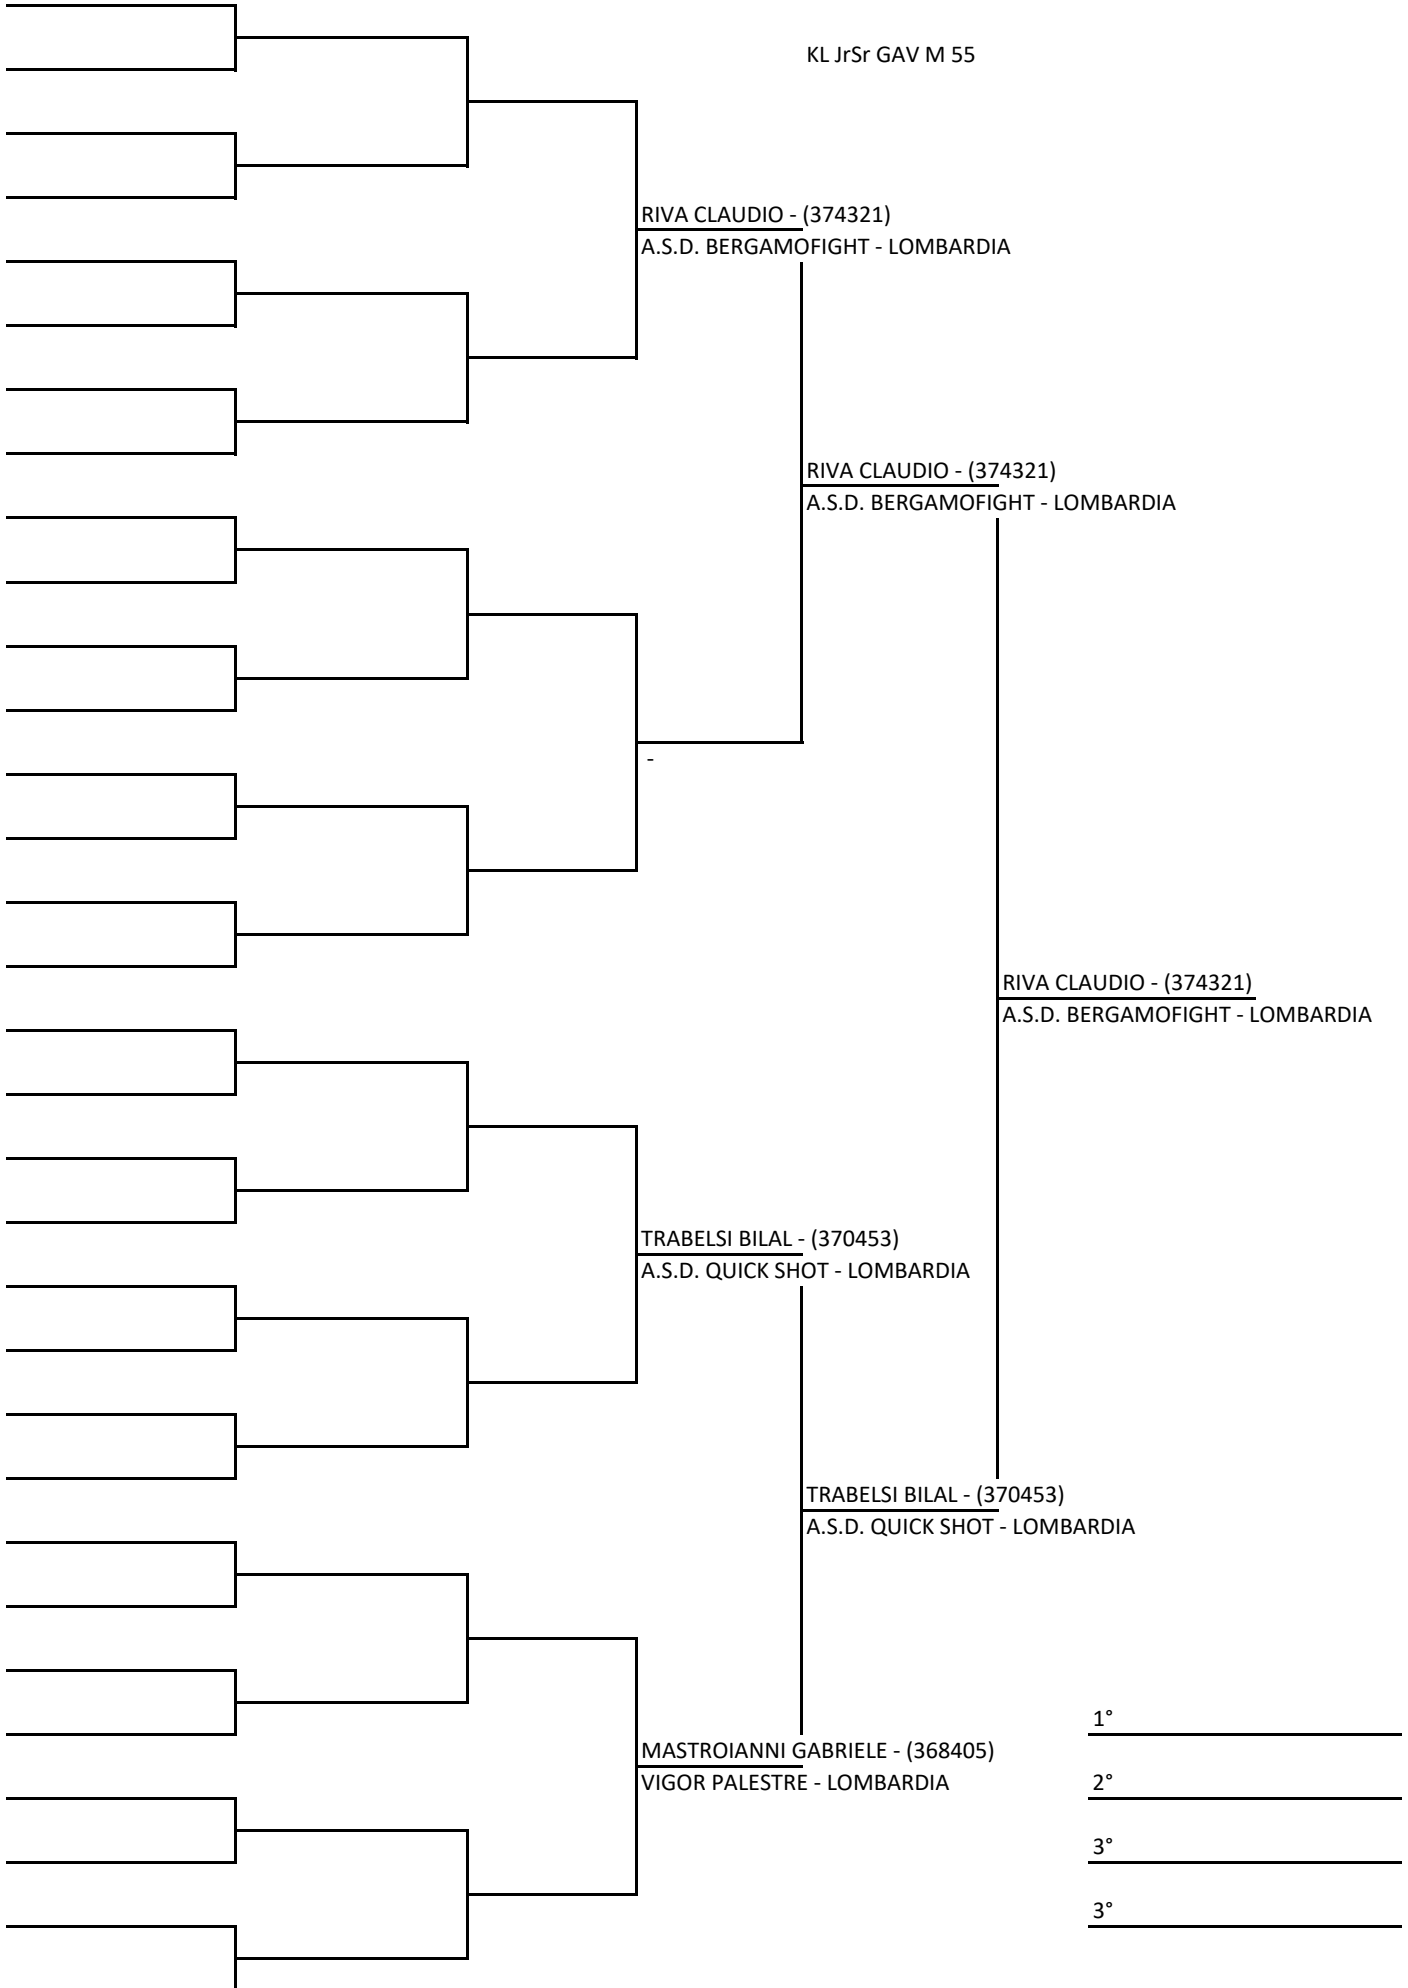 KL JrSr GAV M 55
RIVA CLAUDIO - (374321)
A.S.D. BERGAMOFIGHT - LOMBARDIA
RIVA CLAUDIO - (374321)
A.S.D. BERGAMOFIGHT - LOMBARDIA
-
RIVA CLAUDIO - (374321)
A.S.D. BERGAMOFIGHT - LOMBARDIA
TRABELSI BILAL - (370453)
A.S.D. QUICK SHOT - LOMBARDIA
TRABELSI BILAL - (370453)
A.S.D. QUICK SHOT - LOMBARDIA
MASTROIANNI GABRIELE - (368405)
VIGOR PALESTRE - LOMBARDIA
1°
2°
3°
3°